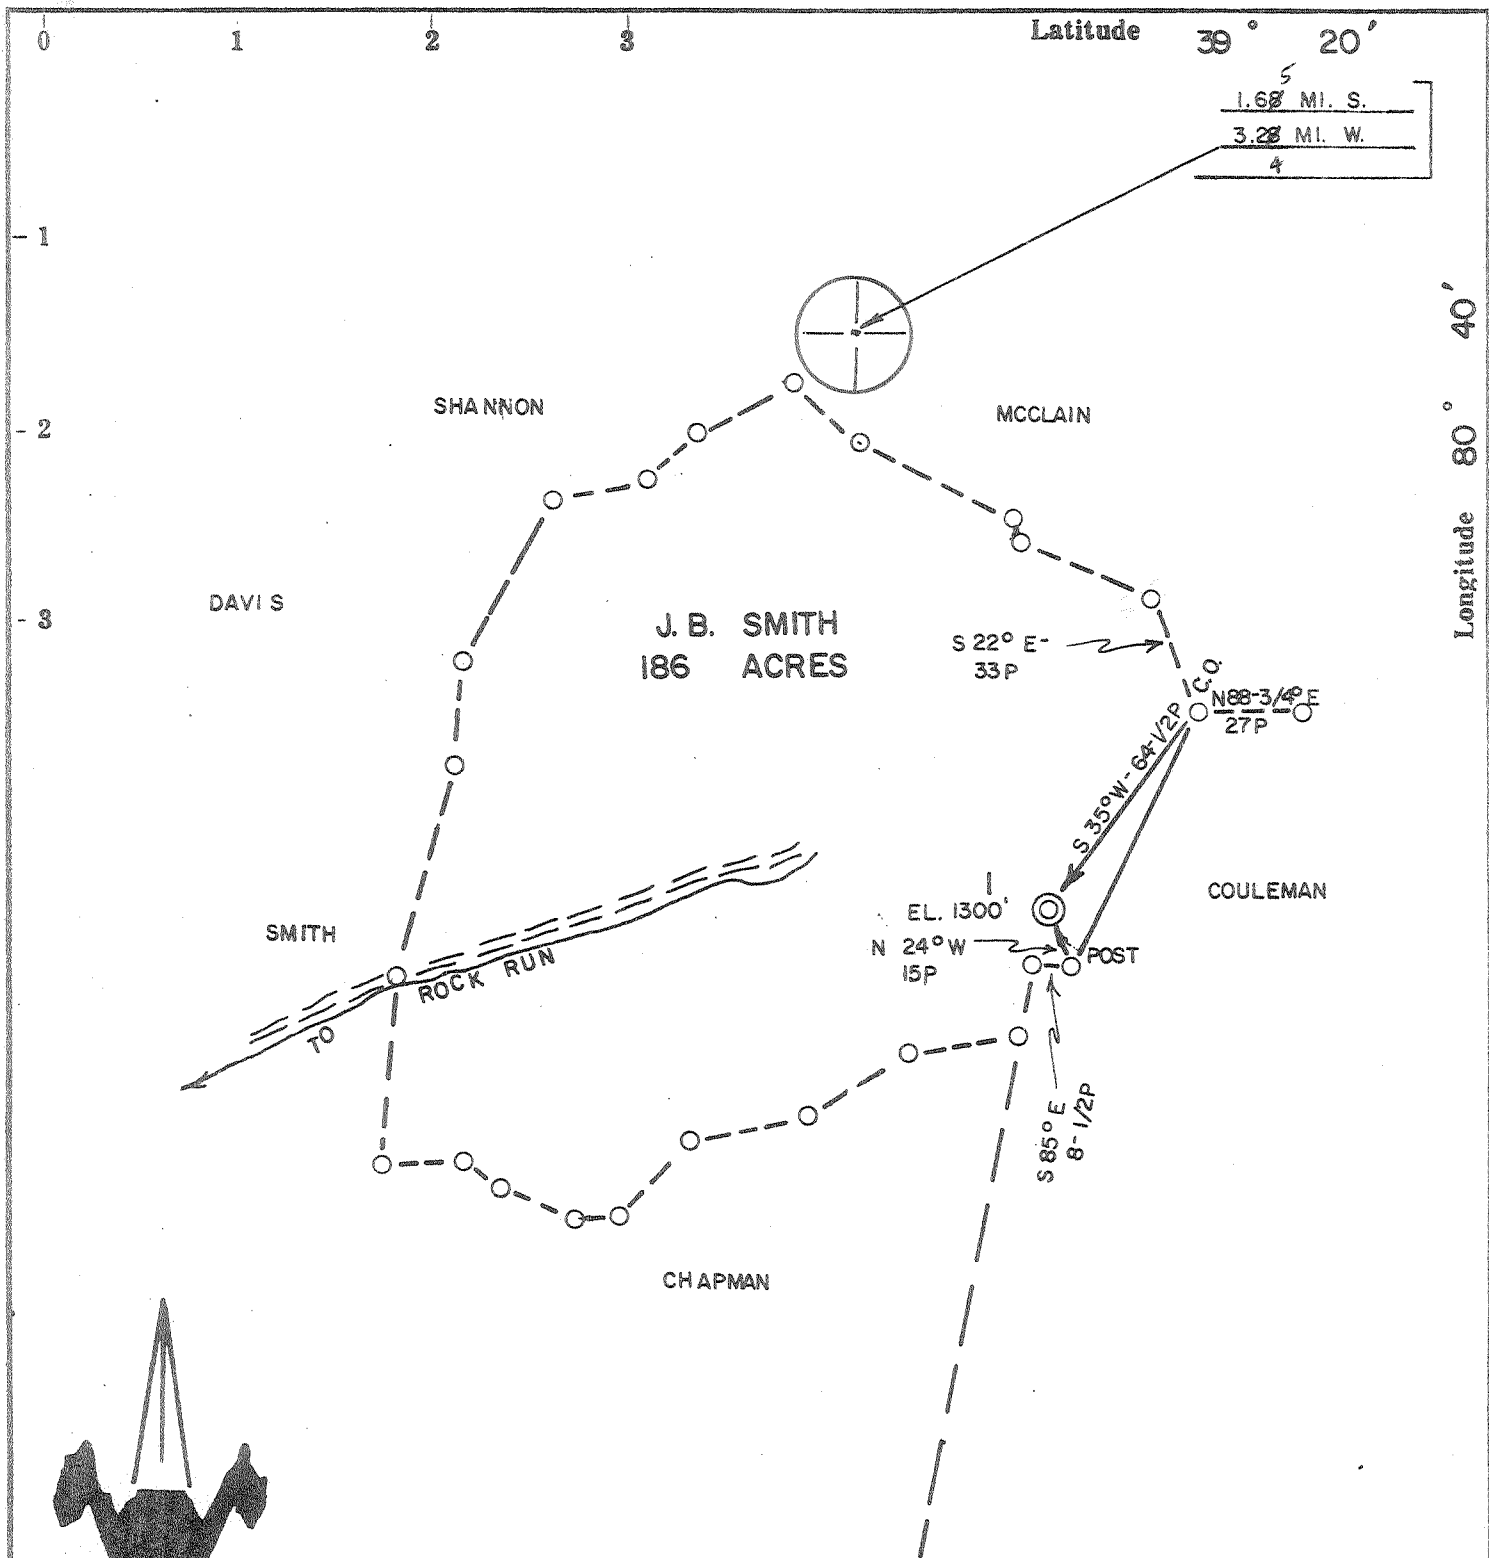 0 1 2 3 Latitude 39° 20'
5
1.68 MI. S.
3.28 MI. W.
4
- 1
40'
80°
Longitude
SHANNON
MCCLAIN
- 2
DAVIS
- 3
J. B. SMITH
186 ACRES
S 22° E-
33P
C.O.
N88-3/4° E
27P
S 35° W - 64-1/2P
COULEMAN
1
EL. 1300'
SMITH
N 24° W
15P
POST
TO ROCK RUN
S 85° E
8-1/2P
CHAPMAN